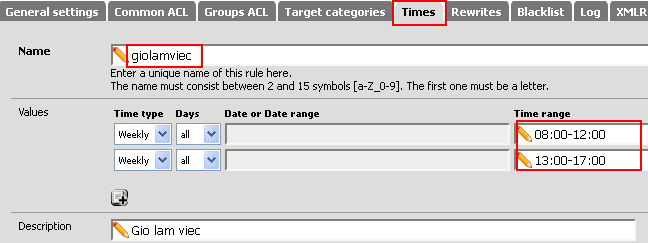 General settings Common ACL Groups ACL Target categories Times Rewrites Blacklist Log XMLR
Name giolamviec
Enter a unique name of this rule here.
The name must consist between 2 and 15 symbols [a-Z_0-9]. The first one must be a letter.
Values Time type Days Date or Date range Time range
Weekly all 08:00-12:00
Weekly all 13:00-17:00
Description Gio lam viec